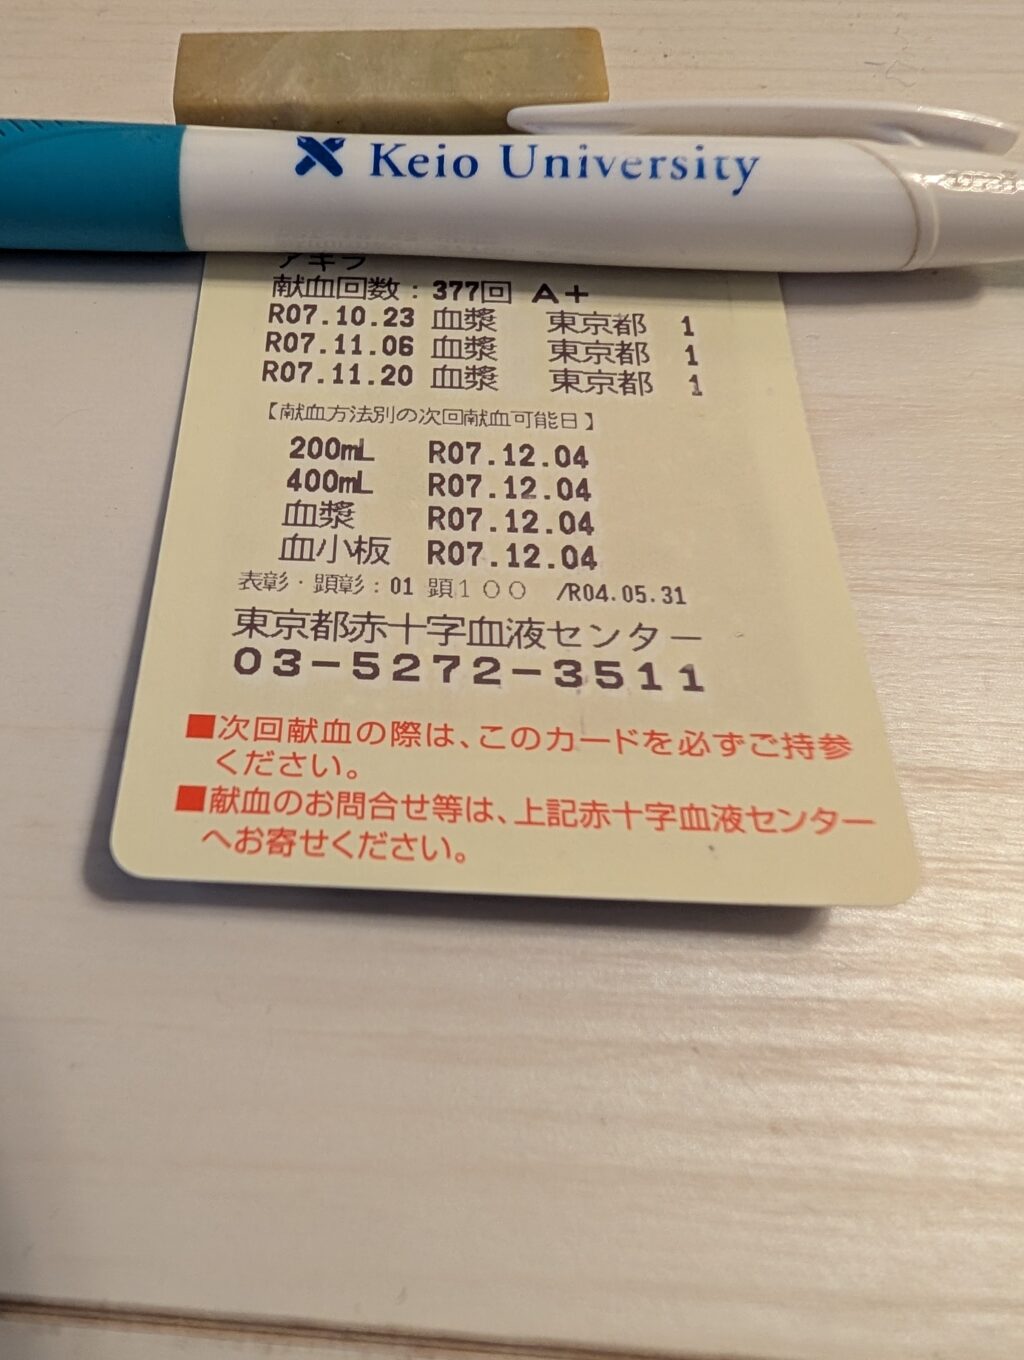 Keio University
アキラ
献血回数：377回 A+
R07.10.23 血漿 東京都 1
R07.11.06 血漿 東京都 1
R07.11.20 血漿 東京都 1
【献血方法別の次回献血可能日】
200mL R07.12.04
400mL R07.12.04
血漿 R07.12.04
血小板 R07.12.04
表彰・顕彰：01 顕１００ /R04.05.31
東京都赤十字血液センター
03-5272-3511
■次回献血の際は、このカードを必ずご持参
ください。
■献血のお問合せ等は、上記赤十字血液センター
へお寄せください。